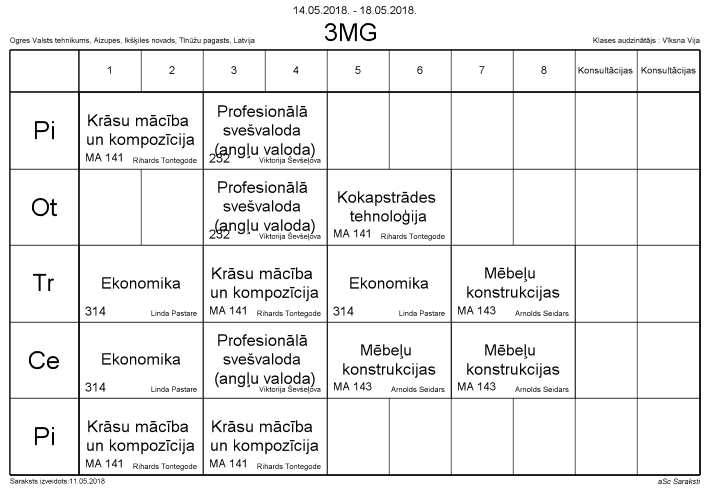 14.05.2018. - 18.05.2018.
3MG
Ogres Valsts tehnikums, Aizupes, Ikšķiles novads, Tīnūžu pagasts, Latvija
Klases audzinātājs : Vīksna Vija
1 2 3 4 5 6 7 8 Konsultācijas Konsultācijas
Pi
Krāsu mācība
un kompozīcija
MA 141 Rihards Tontegode
Profesionālā
svešvaloda
(angļu valoda)
232 Viktorija Ševšeļova
Ot
Profesionālā
svešvaloda
(angļu valoda)
232 Viktorija Ševšeļova
Kokapstrādes
tehnoloģija
MA 141 Rihards Tontegode
Tr
Ekonomika
314 Linda Pastare
Krāsu mācība
un kompozīcija
MA 141 Rihards Tontegode
Ekonomika
314 Linda Pastare
Mēbeļu
konstrukcijas
MA 143 Arnolds Seidars
Ce
Ekonomika
314 Linda Pastare
Profesionālā
svešvaloda
(angļu valoda)
Viktorija Ševšeļova
Mēbeļu
konstrukcijas
MA 143 Arnolds Seidars
Mēbeļu
konstrukcijas
MA 143 Arnolds Seidars
Pi
Krāsu mācība
un kompozīcija
MA 141 Rihards Tontegode
Krāsu mācība
un kompozīcija
MA 141 Rihards Tontegode
Saraksts izveidots:11.05.2018
aSc Saraksti